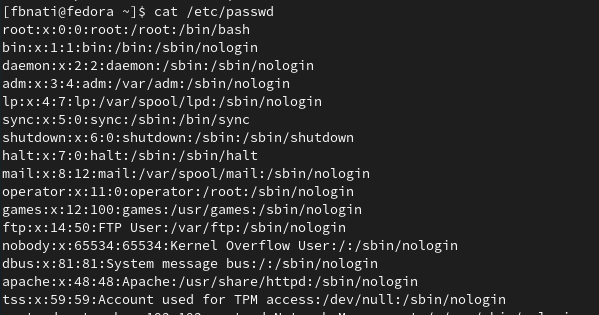 [fbnati@fedora ~]$ cat /etc/passwd
root:x:0:0:root:/root:/bin/bash
bin:x:1:1:bin:/bin:/sbin/nologin
daemon:x:2:2:daemon:/sbin:/sbin/nologin
adm:x:3:4:adm:/var/adm:/sbin/nologin
lp:x:4:7:lp:/var/spool/lpd:/sbin/nologin
sync:x:5:0:sync:/sbin:/bin/sync
shutdown:x:6:0:shutdown:/sbin:/sbin/shutdown
halt:x:7:0:halt:/sbin:/sbin/halt
mail:x:8:12:mail:/var/spool/mail:/sbin/nologin
operator:x:11:0:operator:/root:/sbin/nologin
games:x:12:100:games:/usr/games:/sbin/nologin
ftp:x:14:50:FTP User:/var/ftp:/sbin/nologin
nobody:x:65534:65534:Kernel Overflow User:/:/sbin/nologin
dbus:x:81:81:System message bus:/:/sbin/nologin
apache:x:48:48:Apache:/usr/share/httpd:/sbin/nologin
tss:x:59:59:Account used for TPM access:/dev/null:/sbin/nologin